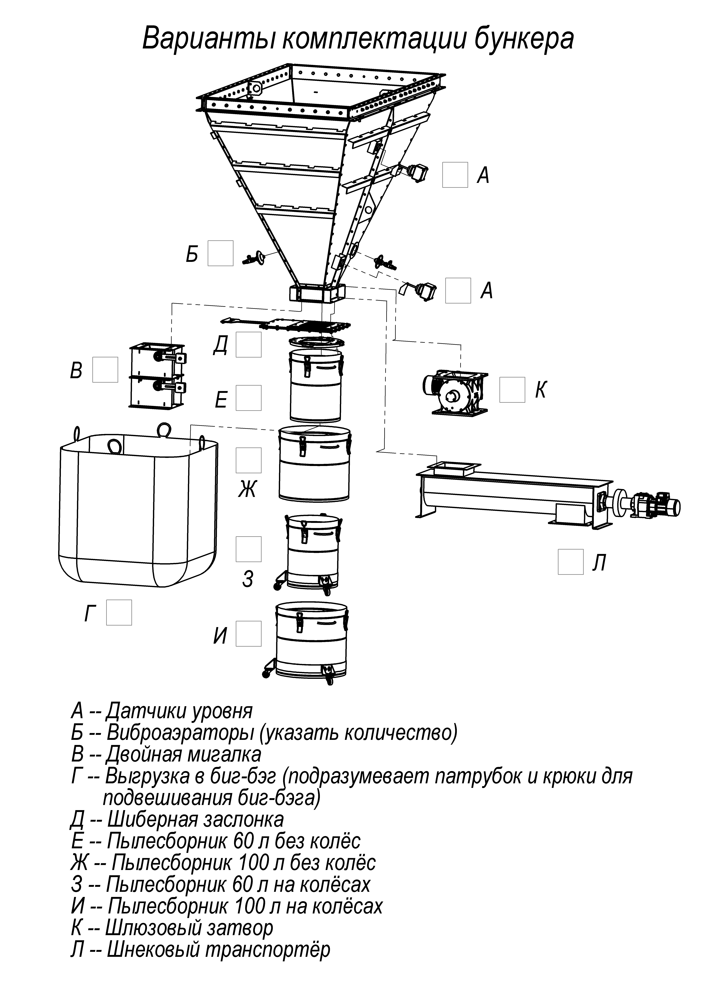 Варианты комплектации бункера
А
Б
А
Д
В
Е
К
Ж
Л
З
Г
И
А -- Датчики уровня
Б -- Виброаэраторы (указать количество)
В -- Двойная мигалка
Г -- Выгрузка в биг-бэг (подразумевает патрубок и крюки для
подвешивания биг-бэга)
Д -- Шиберная заслонка
Е -- Пылесборник 60 л без колёс
Ж -- Пылесборник 100 л без колёс
З -- Пылесборник 60 л на колёсах
И -- Пылесборник 100 л на колёсах
К -- Шлюзовый затвор
Л -- Шнековый транспортёр